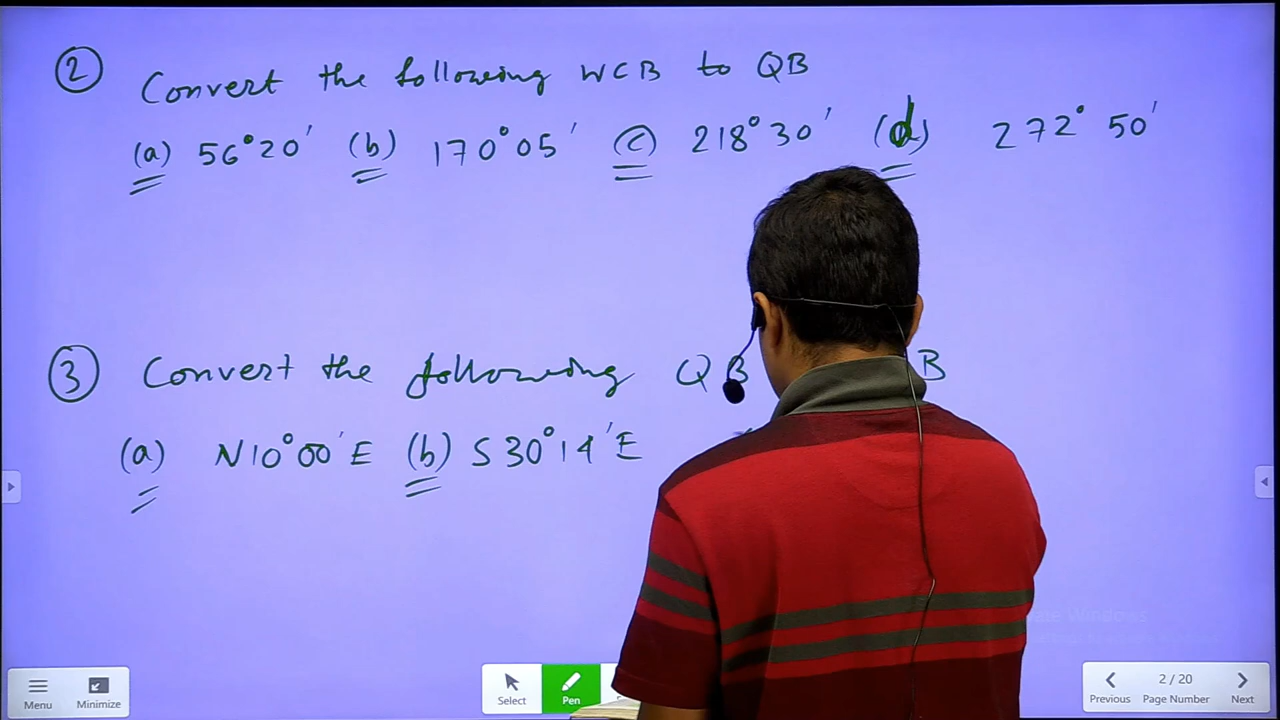 ② Convert the following WCB to QB
(a) 56°20' (b) 170°05' (c) 218°30' (d) 272°50'
③ Convert the following QB B
(a) N10°00'E (b) S30°14'E
Menu
Minimize
Select
Pen
2 / 20
Previous Page Number Next